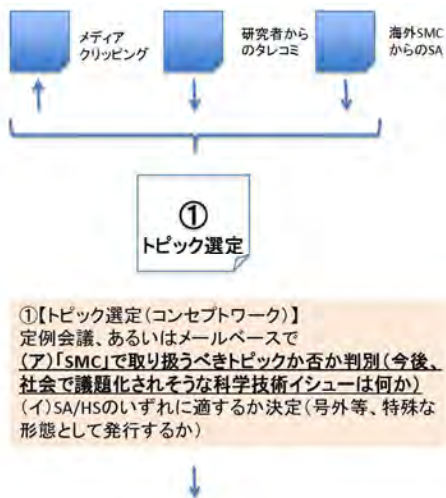 メディア
クリッピング
研究者から
のタレコミ
海外SMC
からのSA
①
トピック選定
①【トピック選定(コンセプトワーク)】
定例会議、あるいはメールベースで
(ア)「SMC」で取り扱うべきトピックか否か判別(今後、
社会で議題化されそうな科学技術イシューは何か)
(イ)SA/HSのいずれに適するか決定(号外等、特殊な
形態として発行するか)